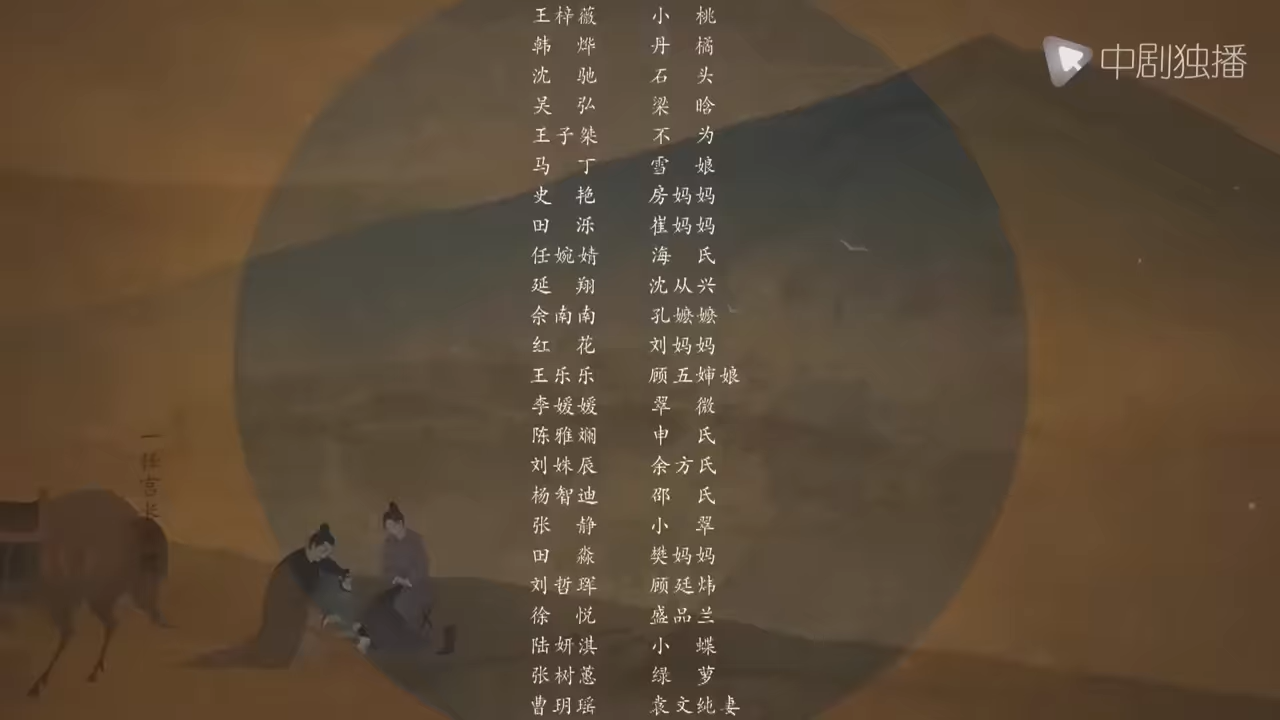 中剧独播
王梓薇 小桃
韩烨 丹橘
沈驰 石头
吴弘 梁晗
王子桀 不为
马丁 雪娘
史艳 房妈妈
田泺 崔妈妈
任婉婧 海氏
延翔 沈从兴
佘南南 孔嬷嬷
红花 刘妈妈
王乐乐 顾五婶娘
李媛媛 翠微
陈雅斓 申氏
刘姝辰 余方氏
杨智迪 邵氏
张静 小翠
田淼 樊妈妈
刘哲珲 顾廷炜
徐悦 盛品兰
陆妍淇 小蝶
张树蕙 绿萝
曹玥瑶 袁文纯妻